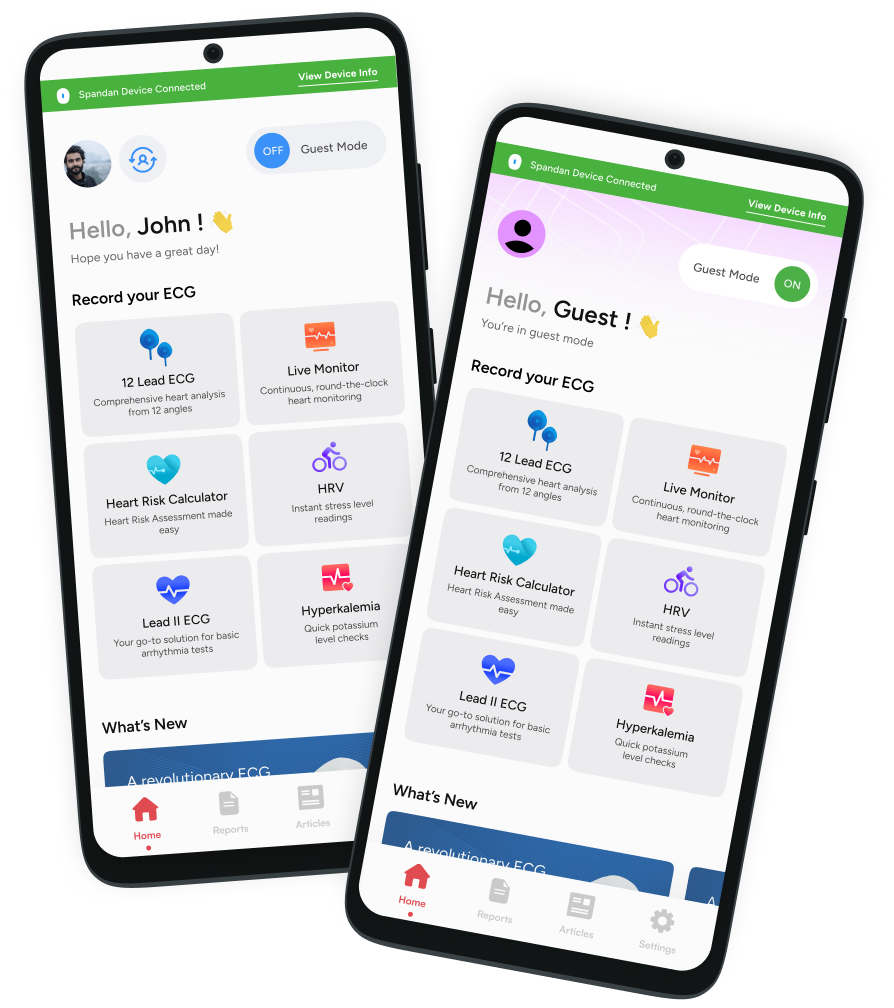 Spandan Device Connected
View Device Info
OFF
Guest Mode
Hello, John ! 👋
Hope you have a great day!
Record your ECG
12 Lead ECG
Comprehensive heart analysis
from 12 angles
Live Monitor
Continuous, round-the-clock
heart monitoring
Heart Risk Calculator
Heart Risk Assessment made
easy
HRV
Instant stress level
readings
Lead II ECG
Your go-to solution for basic
arrhythmia tests
Hyperkalemia
Quick potassium
level checks
What's New
A revolutionary ECG
Home
Reports
Articles
Spandan Device Connected
View Device Info
Guest Mode
ON
Hello, Guest ! 👋
You're in guest mode
Record your ECG
12 Lead ECG
Comprehensive heart analysis
from 12 angles
Live Monitor
Continuous, round-the-clock
heart monitoring
Heart Risk Calculator
Heart Risk Assessment made
easy
HRV
Instant stress level
readings
Lead II ECG
Your go-to solution for basic
arrhythmia tests
Hyperkalemia
Quick potassium
level checks
What's New
A revolutionary ECG
A
Home
Reports
Articles
Settings